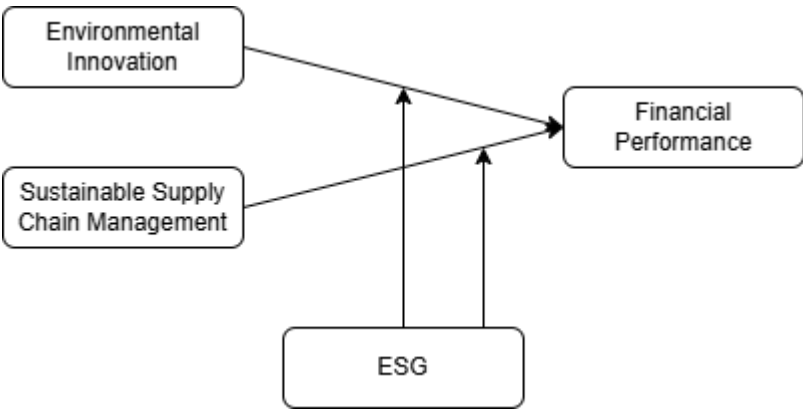 Environmental
Innovation
Financial
Performance
Sustainable Supply
Chain Management
ESG